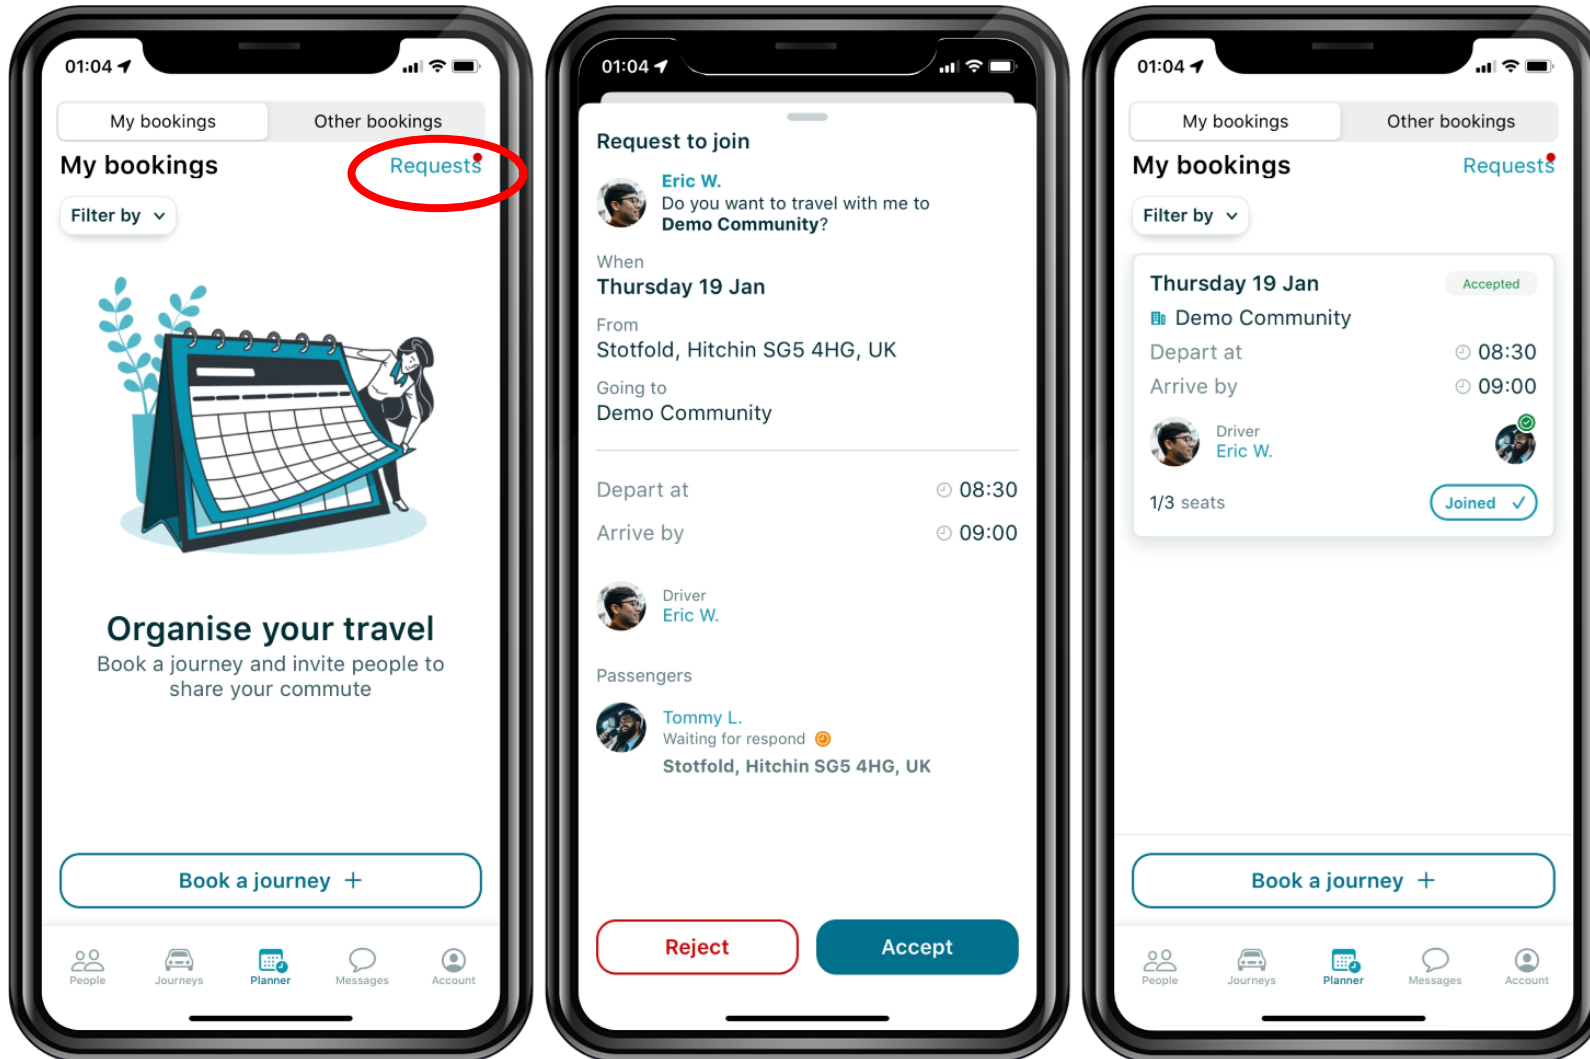 01:04
My bookings
Other bookings
My bookings
Requests
Filter by
Organise your travel
Book a journey and invite people to
share your commute
Book a journey +
People
Journeys
Planner
Messages
Account
01:04
Request to join
Eric W.
Do you want to travel with me to
Demo Community?
When
Thursday 19 Jan
From
Stotfold, Hitchin SG5 4HG, UK
Going to
Demo Community
Depart at 08:30
Arrive by 09:00
Driver
Eric W.
Passengers
Tommy L.
Waiting for respond
Stotfold, Hitchin SG5 4HG, UK
Reject
Accept
01:04
My bookings
Other bookings
My bookings
Requests
Filter by
Thursday 19 Jan
Accepted
Demo Community
Depart at 08:30
Arrive by 09:00
Driver
Eric W.
1/3 seats
Joined
Book a journey +
People
Journeys
Planner
Messages
Account